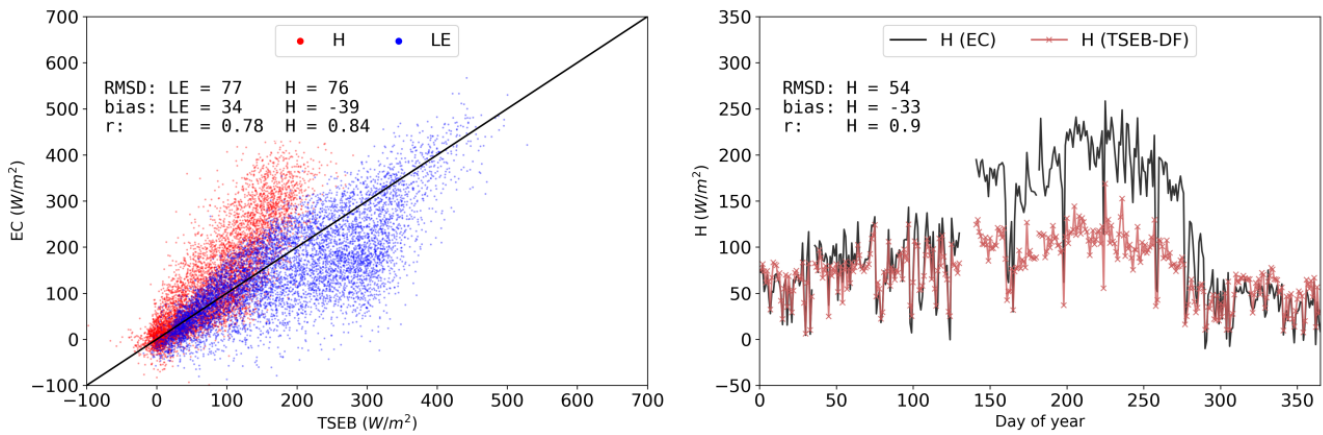 H LE
RMSD: LE = 77 H = 76
bias: LE = 34 H = -39
r: LE = 0.78 H = 0.84
700
600
500
400
300
200
100
0
−100
EC (W/m²)
−100 0 100 200 300 400 500 600 700
TSEB (W/m²)
H (EC) H (TSEB-DF)
RMSD: H = 54
bias: H = -33
r: H = 0.9
350
300
250
200
150
100
50
0
−50
H (W/m²)
0 50 100 150 200 250 300 350
Day of year